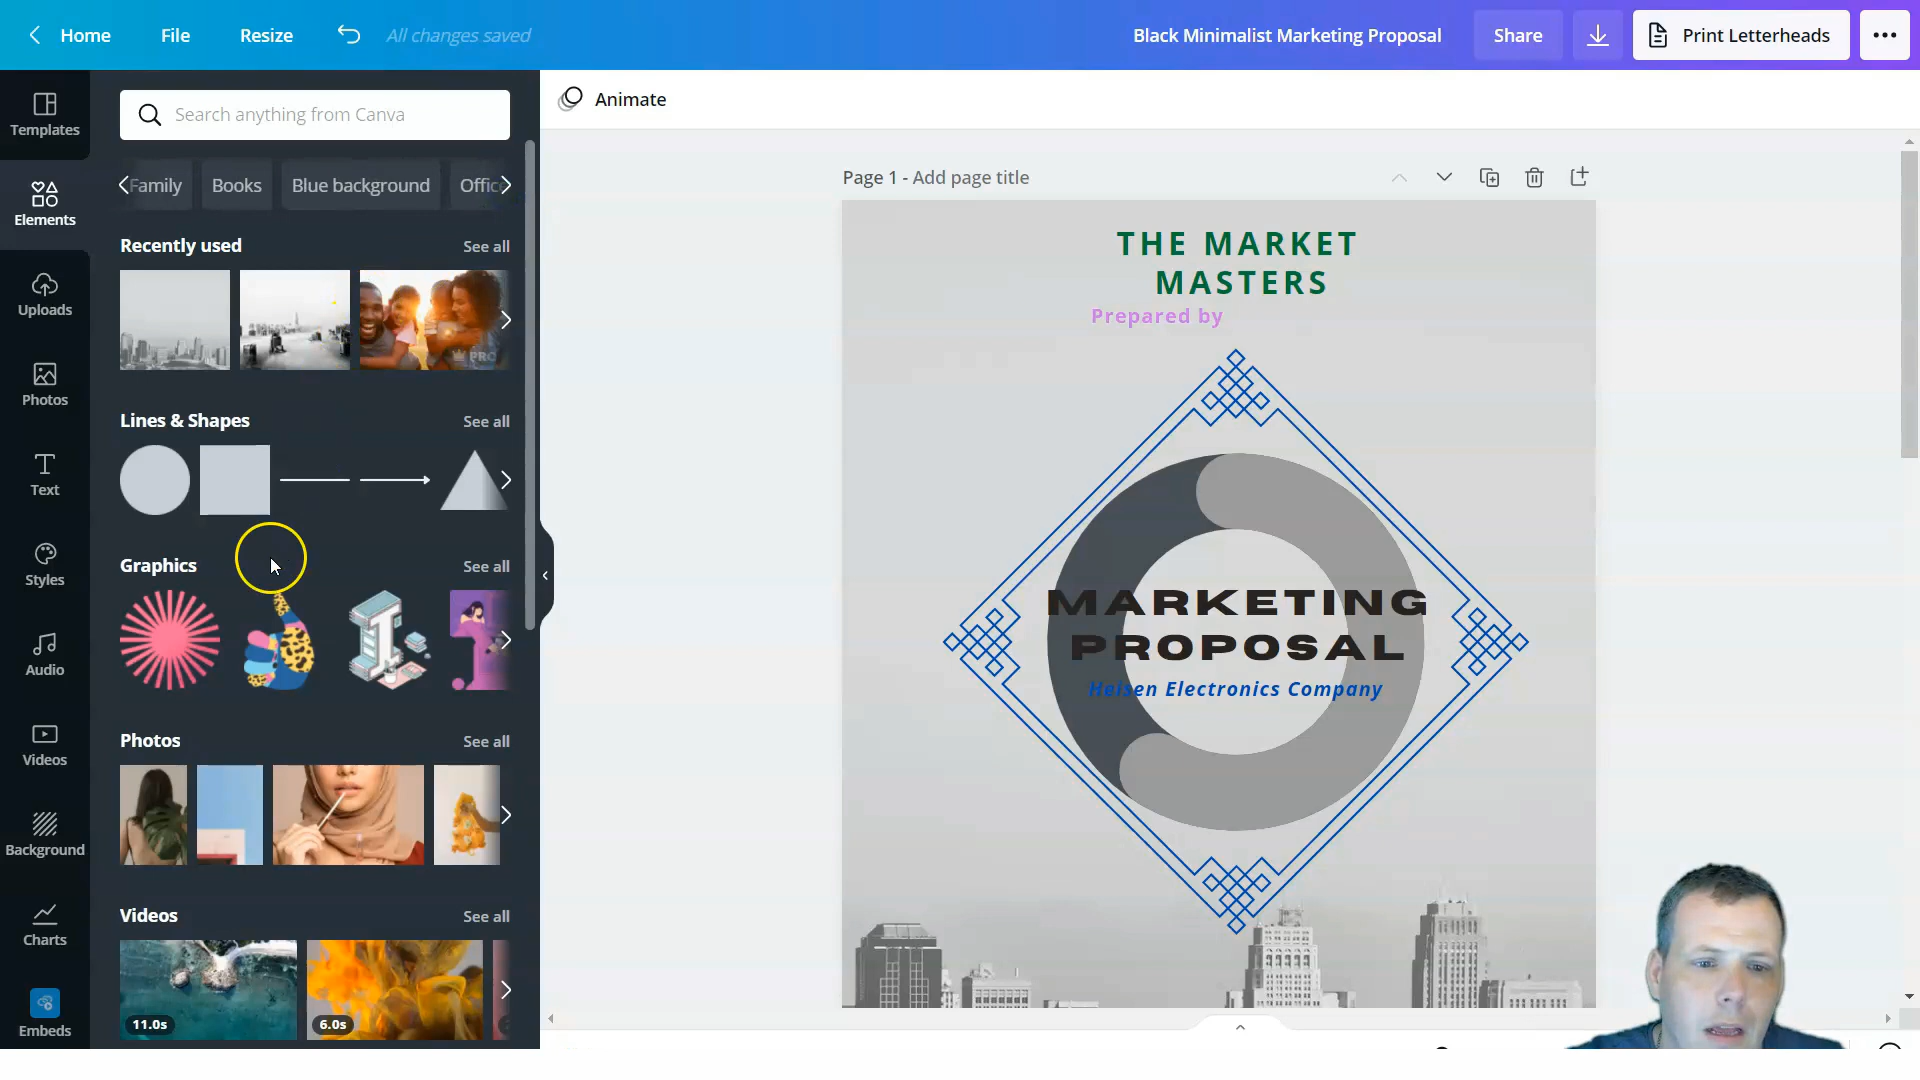 Home File Resize All changes saved Black Minimalist Marketing Proposal Share Print Letterheads
Templates
Elements
Uploads
Photos
Text
Styles
Audio
Videos
Background
Charts
Embeds
Search anything from Canva
Family Books Blue background Offic
Recently used See all
PRO
Lines & Shapes See all
Graphics See all
Photos See all
Videos See all
11.0s 6.0s
Animate
Page 1 - Add page title
THE MARKET
MASTERS
Prepared by
MARKETING
PROPOSAL
Helsen Electronics Company